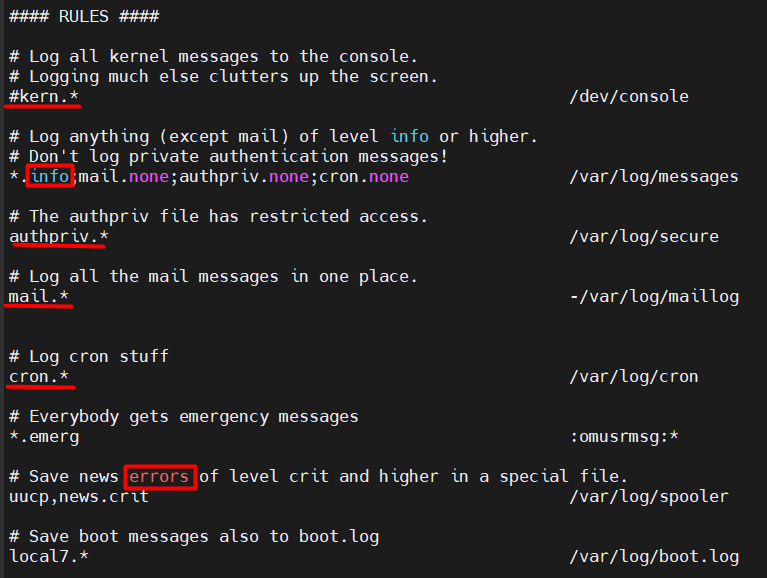 #### RULES ####
# Log all kernel messages to the console.
# Logging much else clutters up the screen.
#kern.* /dev/console
# Log anything (except mail) of level info or higher.
# Don't log private authentication messages!
*.info;mail.none;authpriv.none;cron.none /var/log/messages
# The authpriv file has restricted access.
authpriv.* /var/log/secure
# Log all the mail messages in one place.
mail.* -/var/log/maillog
# Log cron stuff
cron.* /var/log/cron
# Everybody gets emergency messages
*.emerg :omusrmsg:*
# Save news errors of level crit and higher in a special file.
uucp,news.crit /var/log/spooler
# Save boot messages also to boot.log
local7.* /var/log/boot.log